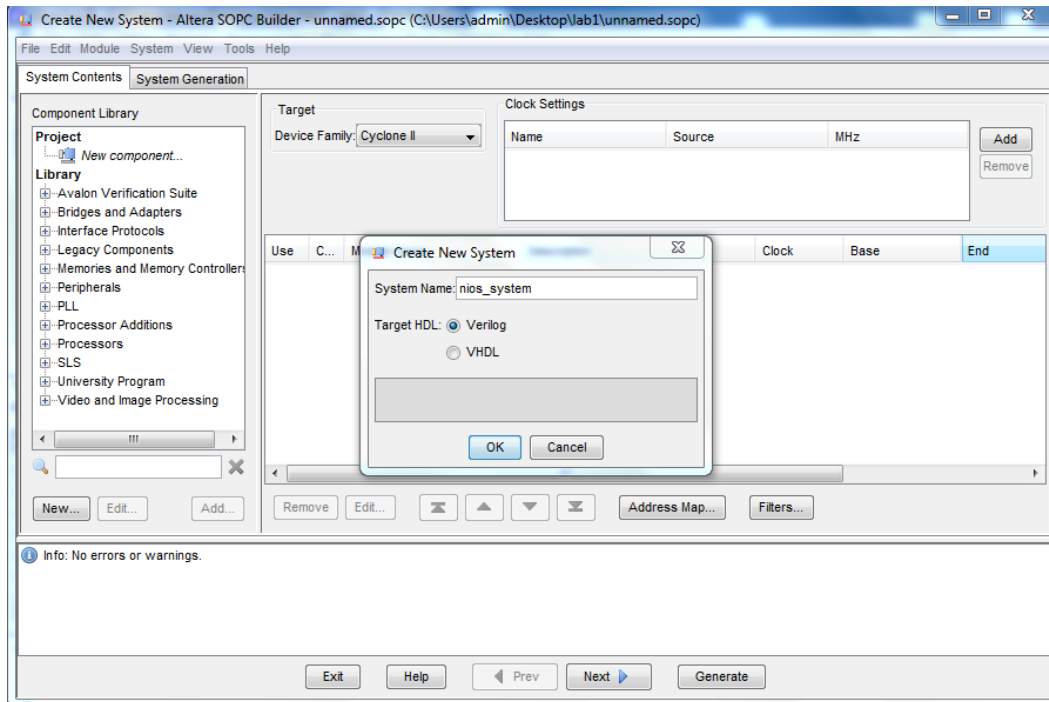 Create New System - Altera SOPC Builder - unnamed.sopc (C:\Users\admin\Desktop\lab1\unnamed.sopc)
File Edit Module System View Tools Help
System Contents System Generation
Component Library
Project
New component...
Library
Avalon Verification Suite
Bridges and Adapters
Interface Protocols
Legacy Components
Memories and Memory Controller
Peripherals
PLL
Processor Additions
Processors
SLS
University Program
Video and Image Processing
New... Edit... Add...
Target
Device Family: Cyclone II
Clock Settings
Name Source MHz
Add
Remove
Use C... M Clock Base End
Create New System
System Name: nios_system
Target HDL: Verilog
VHDL
OK Cancel
Remove Edit... Address Map... Filters...
Info: No errors or warnings.
Exit Help Prev Next Generate